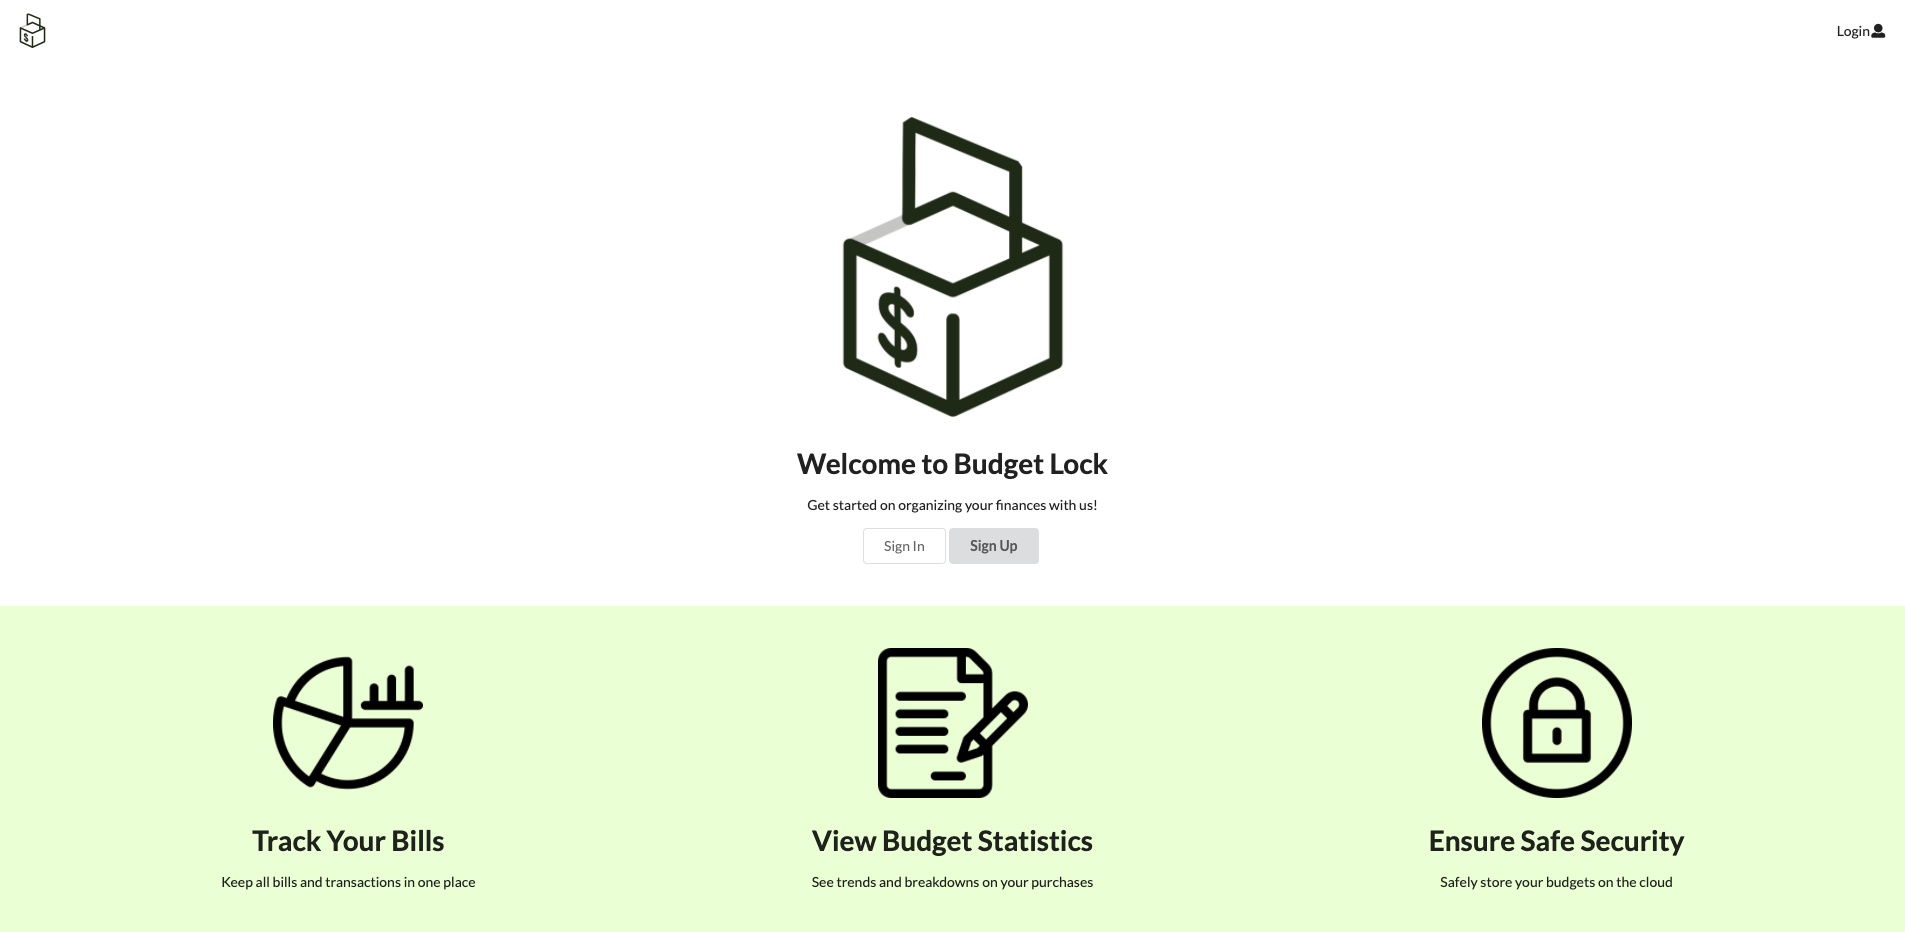 $
Login
$
Welcome to Budget Lock
Get started on organizing your finances with us!
Sign In
Sign Up
Track Your Bills
View Budget Statistics
Ensure Safe Security
Keep all bills and transactions in one place
See trends and breakdowns on your purchases
Safely store your budgets on the cloud